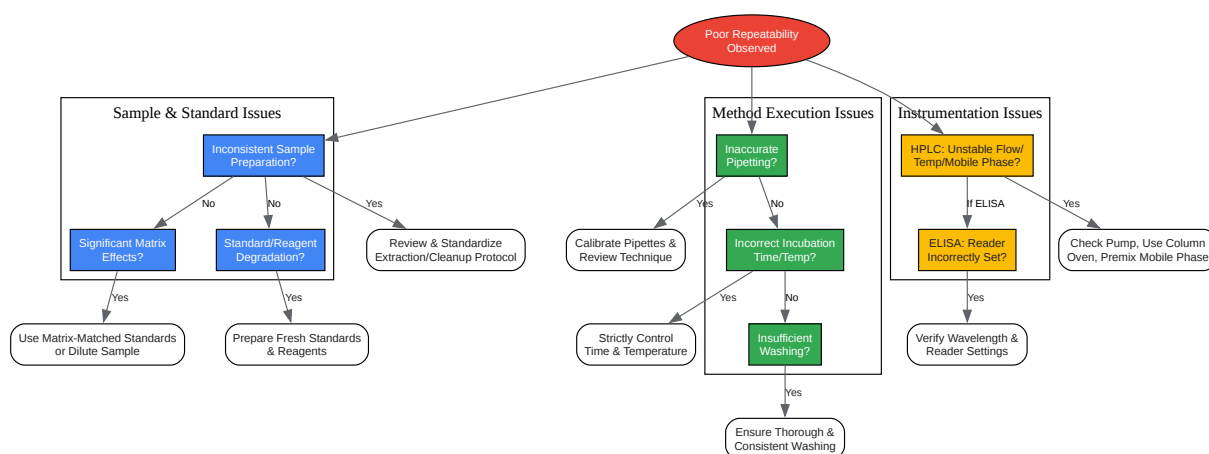 Poor Repeatability
Observed
Sample & Standard Issues
Inconsistent Sample
Preparation?
No
No
Yes
Significant Matrix
Effects?
Standard/Reagent
Degradation?
Review & Standardize
Extraction/Cleanup Protocol
Yes
Yes
Use Matrix-Matched Standards
or Dilute Sample
Prepare Fresh Standards
& Reagents
Method Execution Issues
Inaccurate
Pipetting?
Yes
No
Calibrate Pipettes &
Review Technique
Incorrect Incubation
Time/Temp?
Yes
No
Strictly Control
Time & Temperature
Insufficient
Washing?
Yes
Ensure Thorough &
Consistent Washing
Instrumentation Issues
HPLC: Unstable Flow/
Temp/Mobile Phase?
If ELISA
Yes
ELISA: Reader
Incorrectly Set?
Check Pump, Use Column
Oven, Premix Mobile Phase
Yes
Verify Wavelength &
Reader Settings